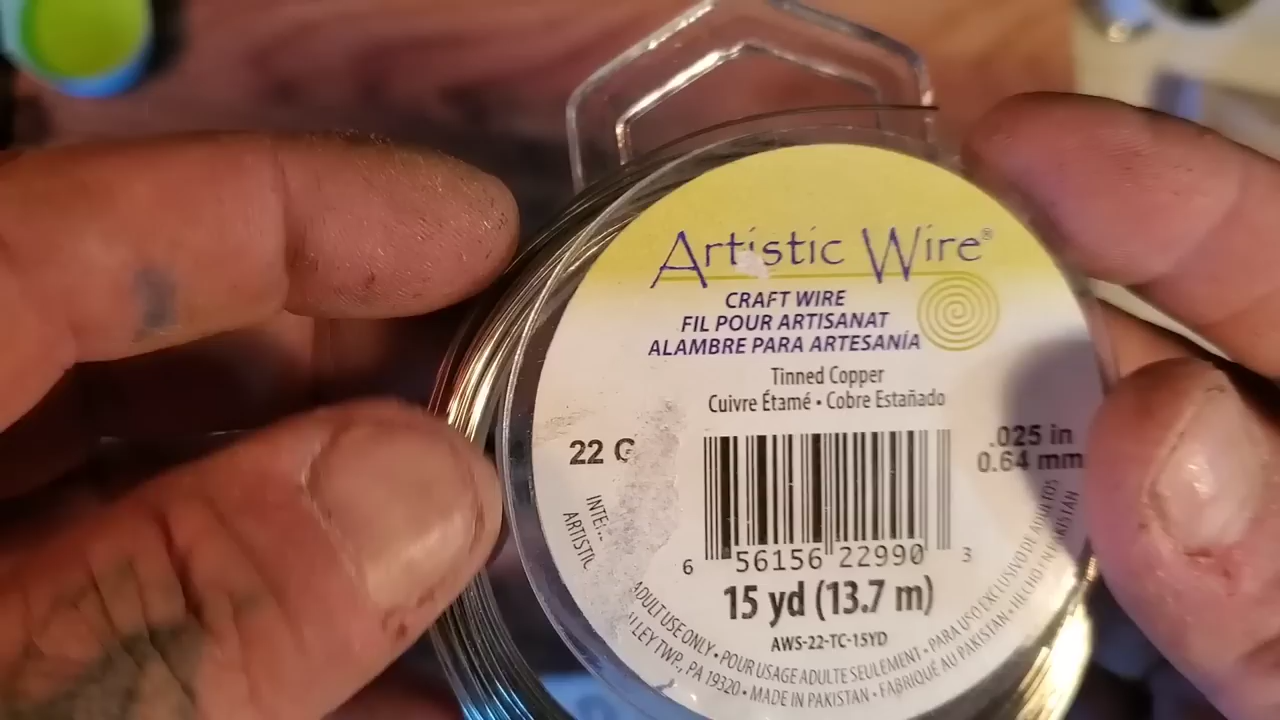 Artistic Wire®
CRAFT WIRE
FIL POUR ARTISANAT
ALAMBRE PARA ARTESANÍA
Tinned Copper
Cuivre Étamé • Cobre Estañado
22 G
.025 in
0.64 mm
6 56156 22990 3
15 yd (13.7 m)
AWS-22-TC-15YD
ARTISTIC
ADULT USE ONLY • POUR USAGE ADULTE SEULEMENT • PARA USO EXCLUSIVO DE ADULTOS
TWP., PA 19320 • MADE IN PAKISTAN • FABRIQUÉ AU PAKISTAN • HECHO EN PAKISTÁN